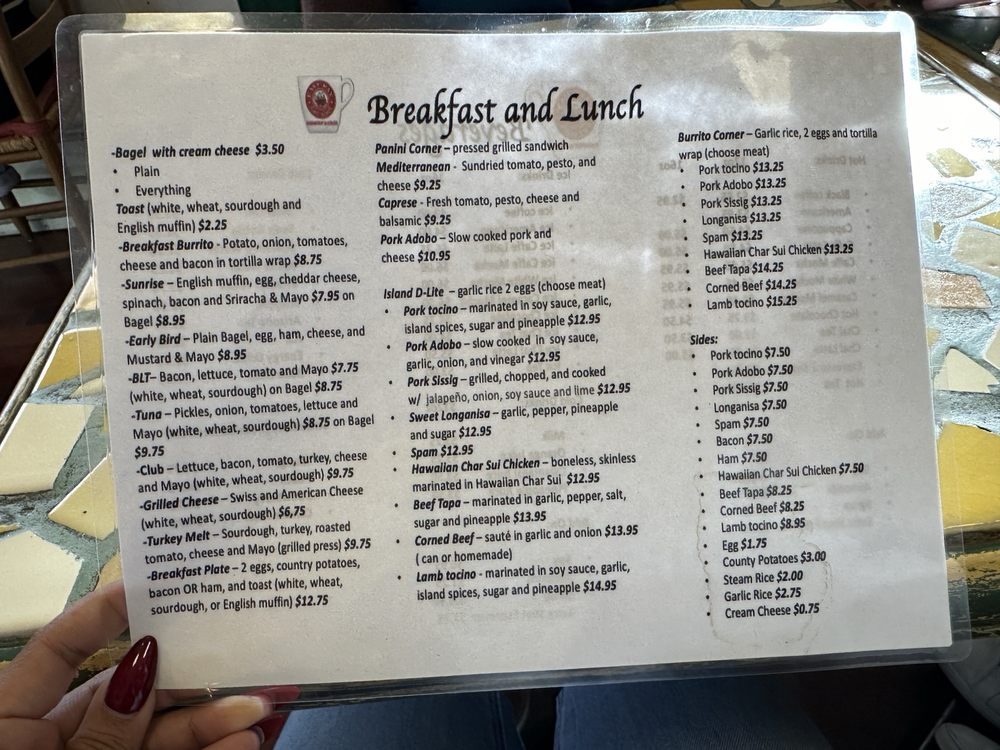 Breakfast and Lunch
-Bagel with cream cheese $3.50
• Plain
• Everything
Toast (white, wheat, sourdough and
English muffin) $2.25
-Breakfast Burrito - Potato, onion, tomatoes,
cheese and bacon in tortilla wrap $8.75
-Sunrise – English muffin, egg, cheddar cheese,
spinach, bacon and Sriracha & Mayo $7.95 on
Bagel $8.95
-Early Bird – Plain Bagel, egg, ham, cheese, and
Mustard & Mayo $8.95
-BLT– Bacon, lettuce, tomato and Mayo $7.75
(white, wheat, sourdough) on Bagel $8.75
-Tuna – Pickles, onion, tomatoes, lettuce and
Mayo (white, wheat, sourdough) $8.75 on Bagel
$9.75
-Club – Lettuce, bacon, tomato, turkey, cheese
and Mayo (white, wheat, sourdough) $9.75
-Grilled Cheese – Swiss and American Cheese
(white, wheat, sourdough) $6,75
-Turkey Melt – Sourdough, turkey, roasted
tomato, cheese and Mayo (grilled press) $9.75
-Breakfast Plate – 2 eggs, country potatoes,
bacon OR ham, and toast (white, wheat,
sourdough, or English muffin) $12.75
Panini Corner – pressed grilled sandwich
Mediterranean - Sundried tomato, pesto, and
cheese $9.25
Caprese - Fresh tomato, pesto, cheese and
balsamic $9.25
Pork Adobo – Slow cooked pork and
cheese $10.95
Island D-Lite – garlic rice 2 eggs (choose meat)
• Pork tocino – marinated in soy sauce, garlic,
island spices, sugar and pineapple $12.95
• Pork Adobo – slow cooked in soy sauce,
garlic, onion, and vinegar $12.95
• Pork Sissig – grilled, chopped, and cooked
w/ jalapeño, onion, soy sauce and lime $12.95
• Sweet Longanisa – garlic, pepper, pineapple
and sugar $12.95
• Spam $12.95
• Hawaiian Char Sui Chicken – boneless, skinless
marinated in Hawaiian Char Sui $12.95
• Beef Tapa – marinated in garlic, pepper, salt,
sugar and pineapple $13.95
• Corned Beef – sauté in garlic and onion $13.95
( can or homemade)
• Lamb tocino - marinated in soy sauce, garlic,
island spices, sugar and pineapple $14.95
Burrito Corner – Garlic rice, 2 eggs and tortilla
wrap (choose meat)
• Pork tocino $13.25
• Pork Adobo $13.25
• Pork Sissig $13.25
• Longanisa $13.25
• Spam $13.25
• Hawaiian Char Sui Chicken $13.25
• Beef Tapa $14.25
• Corned Beef $14.25
• Lamb tocino $15.25
Sides:
• Pork tocino $7.50
• Pork Adobo $7.50
• Pork Sissig $7.50
• Longanisa $7.50
• Spam $7.50
• Bacon $7.50
• Ham $7.50
• Hawaiian Char Sui Chicken $7.50
• Beef Tapa $8.25
• Corned Beef $8.25
• Lamb tocino $8.95
• Egg $1.75
• County Potatoes $3.00
• Steam Rice $2.00
• Garlic Rice $2.75
• Cream Cheese $0.75